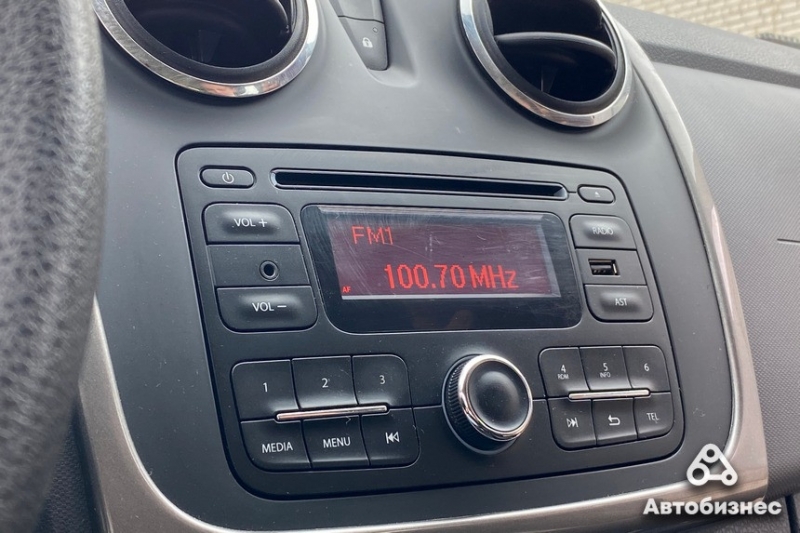 VOL +
FM1
RADIO
AF 100.70 MHz
VOL −
AST
1 2 3
4 RDM 5 INFO 6
MEDIA MENU
TEL
Автобизнес